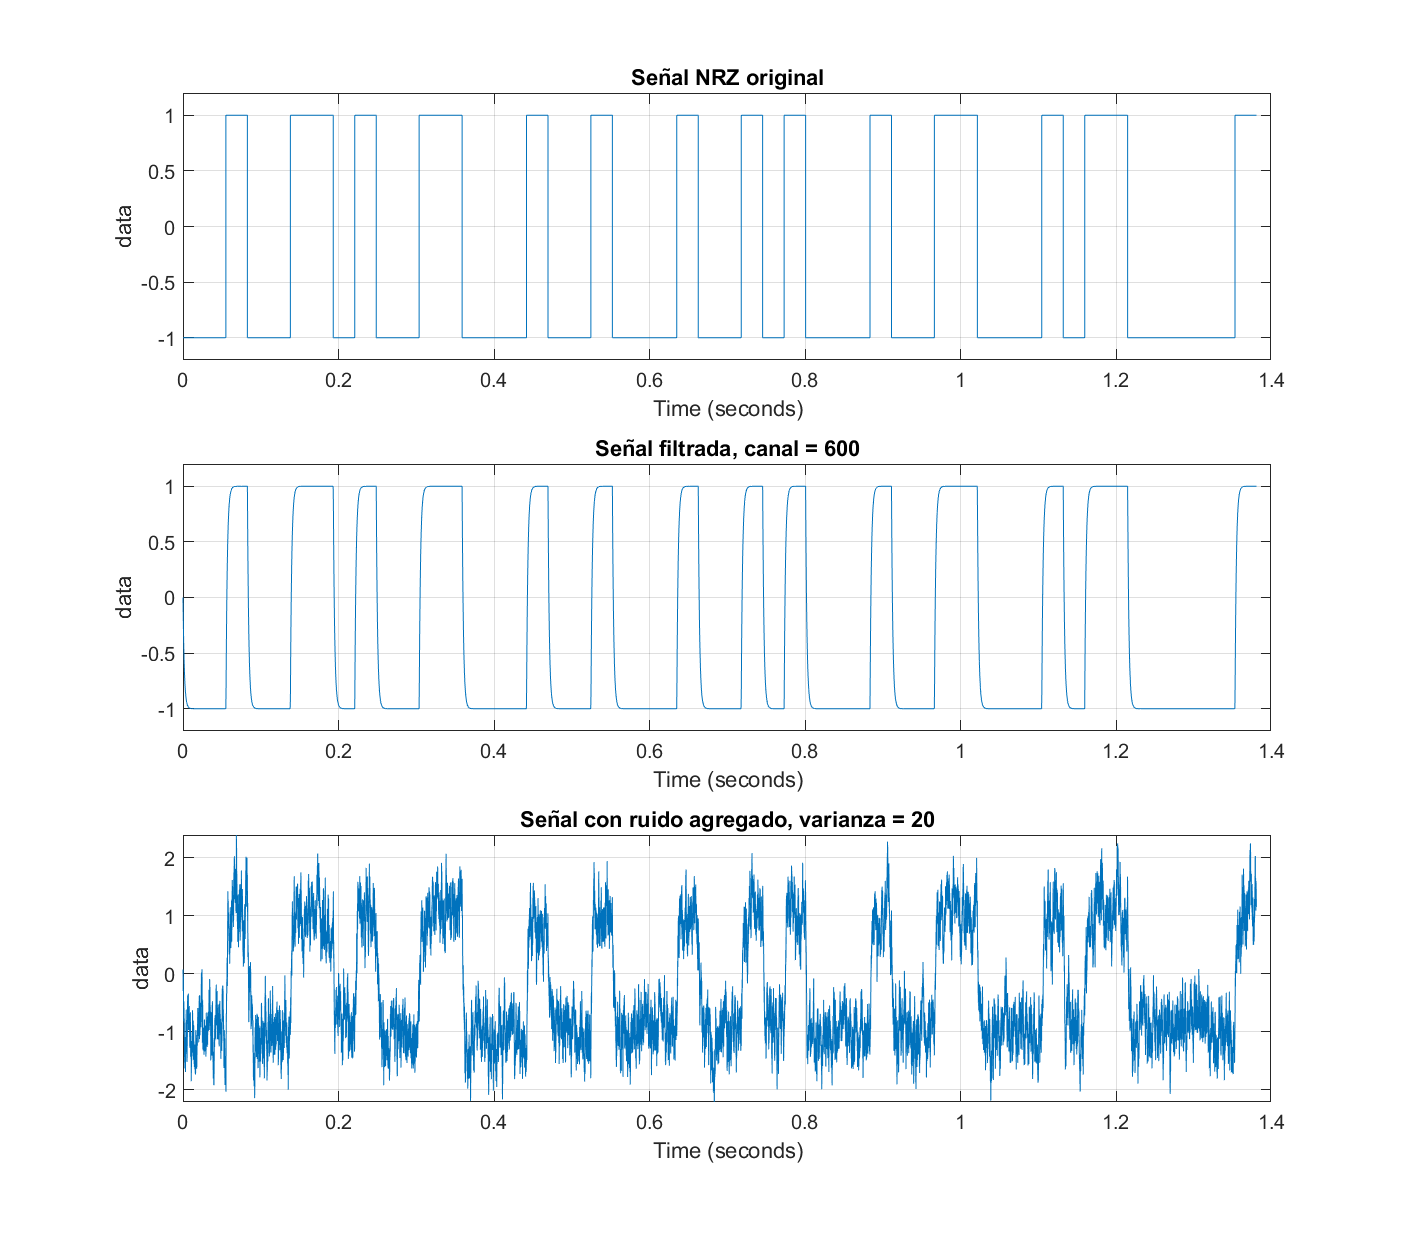 Señal NRZ original
1
0.5
0
-0.5
-1
data
0 0.2 0.4 0.6 0.8 1 1.2 1.4
Time (seconds)
Señal filtrada, canal = 600
1
0.5
0
-0.5
-1
data
0 0.2 0.4 0.6 0.8 1 1.2 1.4
Time (seconds)
Señal con ruido agregado, varianza = 20
2
1
0
-1
-2
data
0 0.2 0.4 0.6 0.8 1 1.2 1.4
Time (seconds)